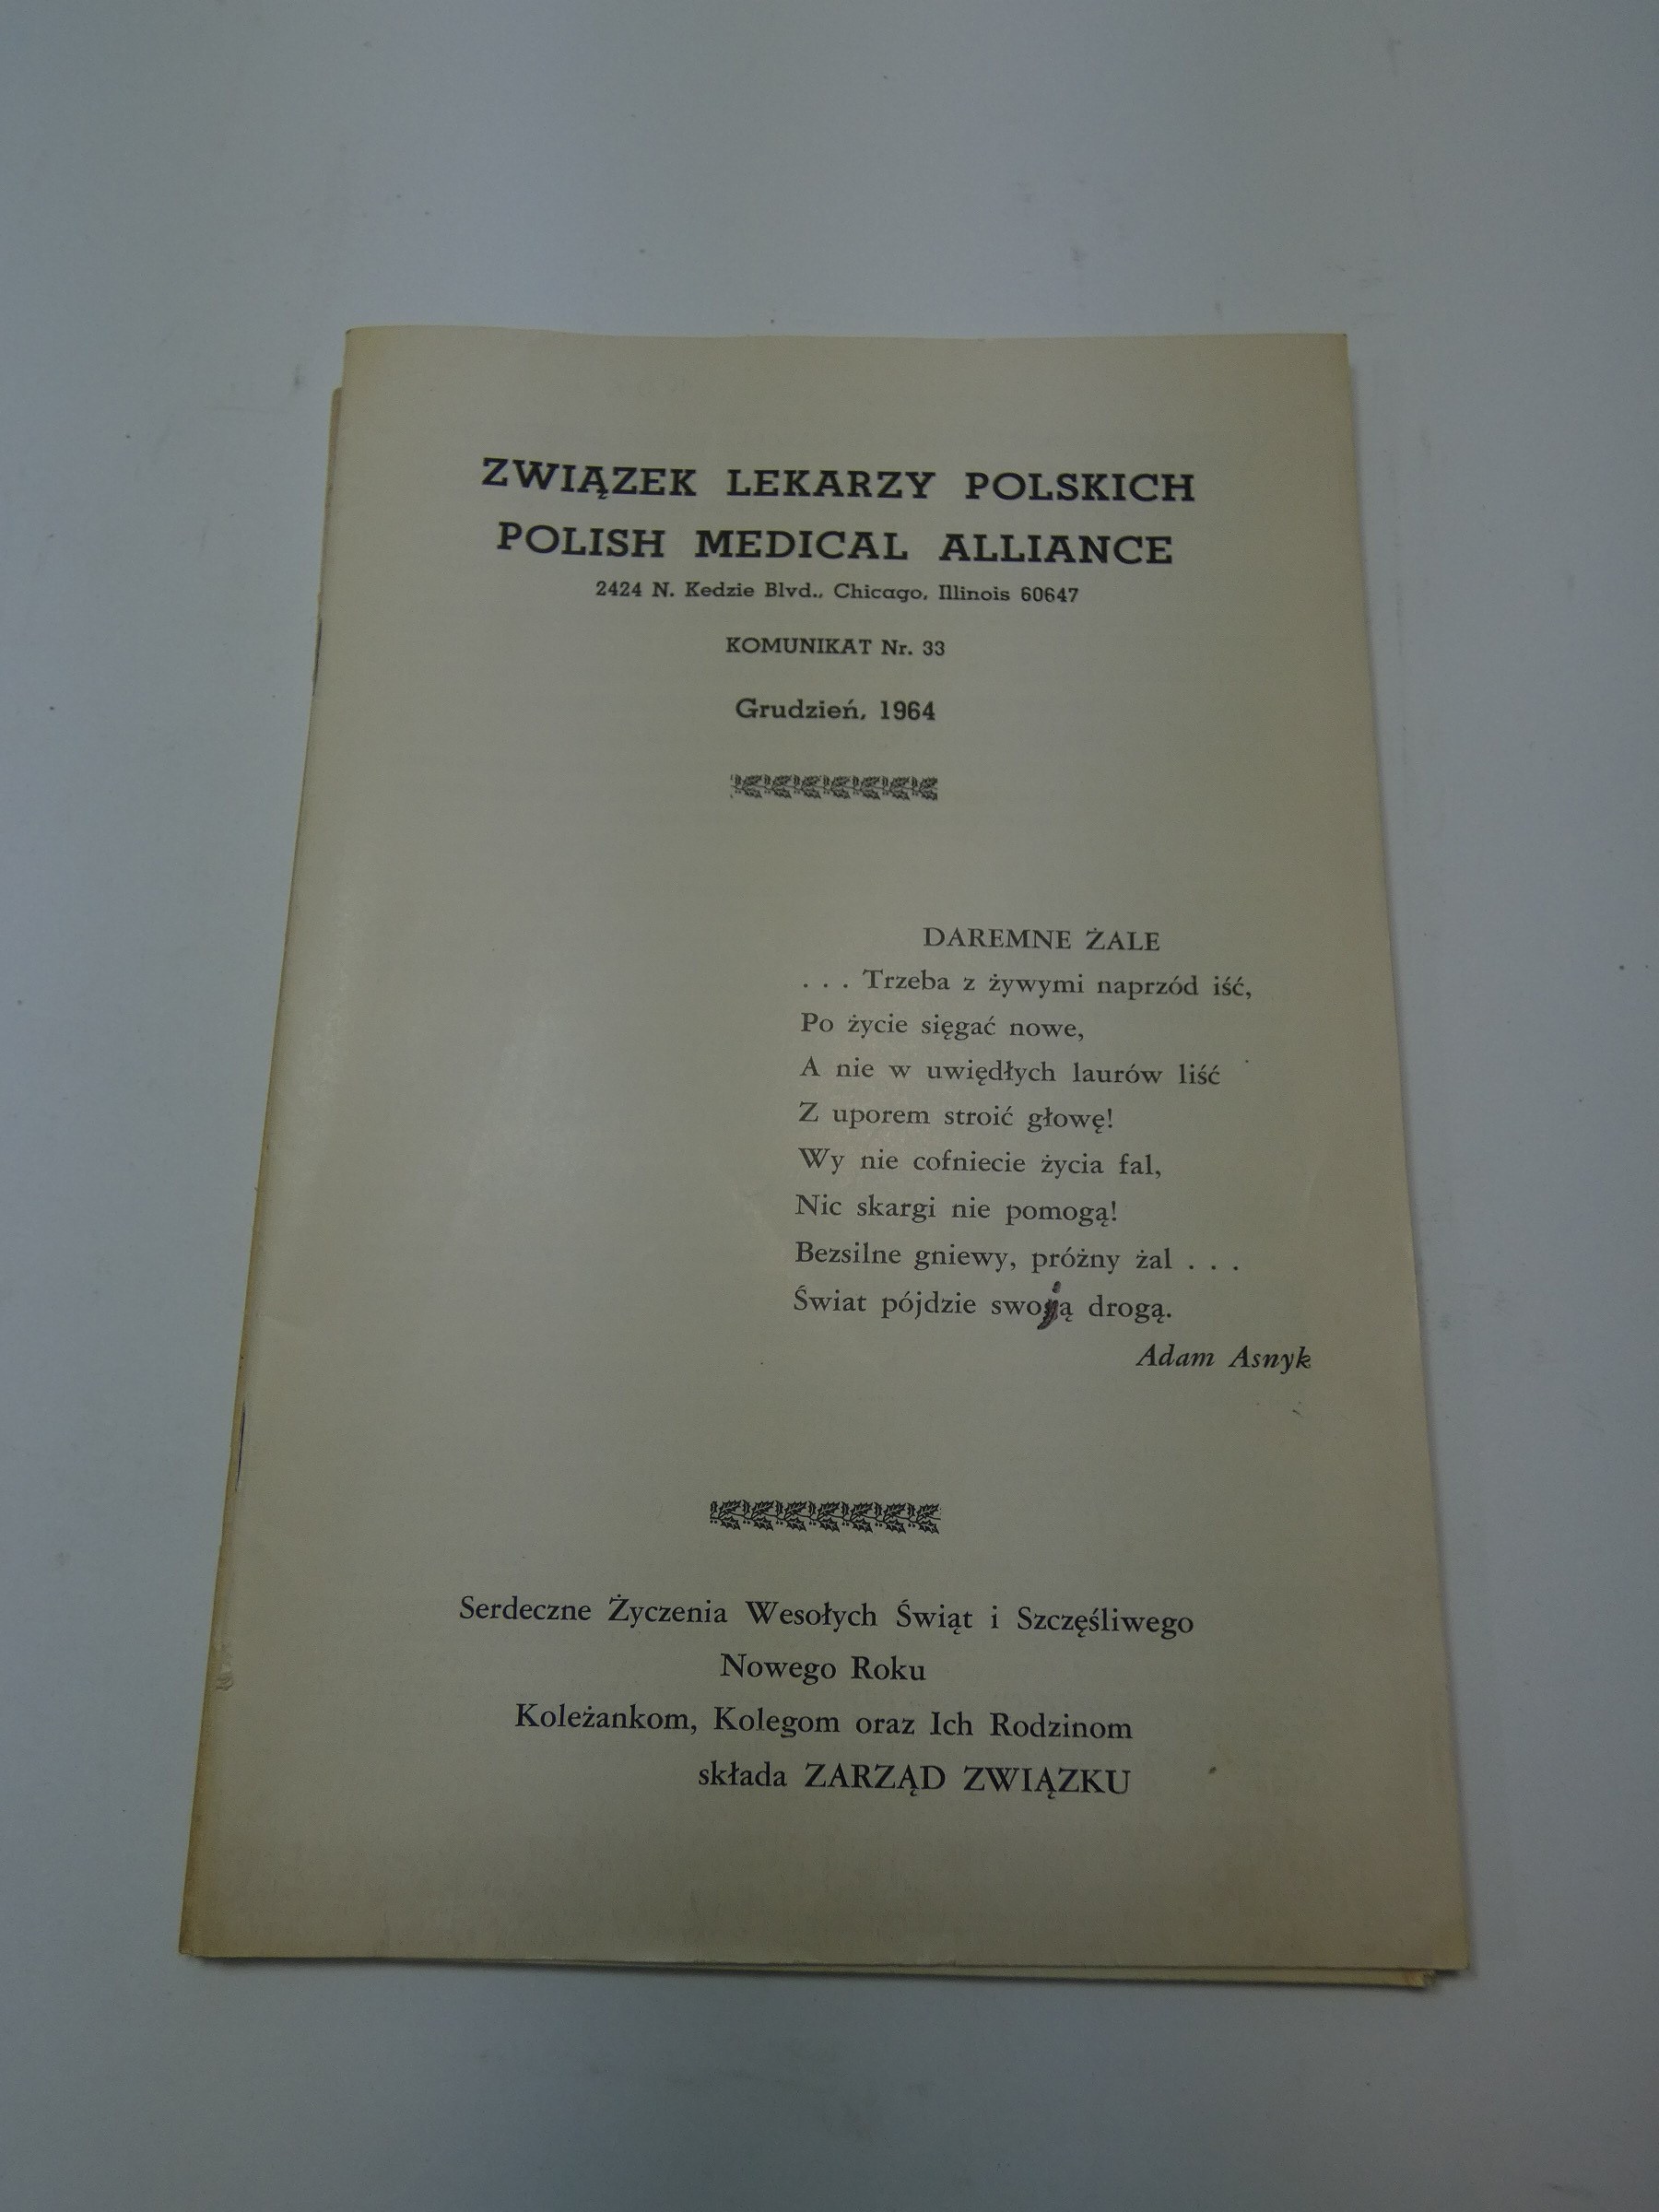 ZWIĄZEK LEKARZY POLSKICH
POLISH MEDICAL ALLIANCE
2424 N. Kedzie Blvd., Chicago, Illinois 60647
KOMUNIKAT Nr. 33
Grudzień, 1964
DAREMNE ŻALE
. . . Trzeba z żywymi naprzód iść,
Po życie sięgać nowe,
A nie w uwiędłych laurów liść
Z uporem stroić głowę!
Wy nie cofniecie życia fal,
Nic skargi nie pomogą!
Bezsilne gniewy, próżny żal . . .
Świat pójdzie swoją drogą.
Adam Asnyk
Serdeczne Życzenia Wesołych Świąt i Szczęśliwego
Nowego Roku
Koleżankom, Kolegom oraz Ich Rodzinom
składa ZARZĄD ZWIĄZKU